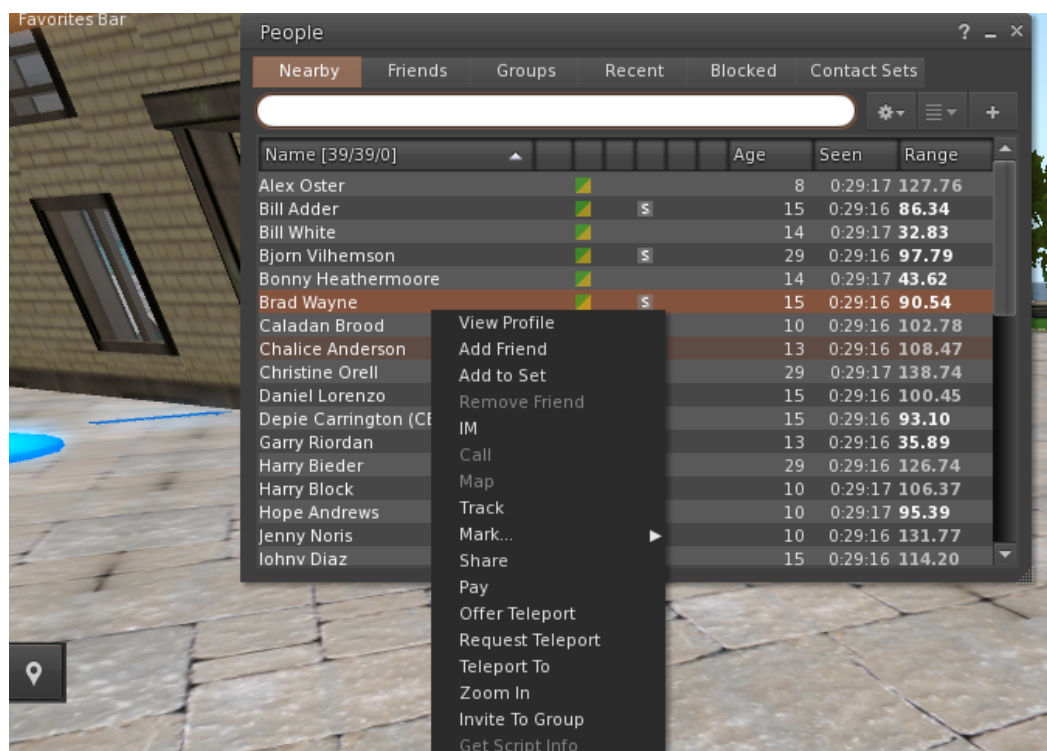 Favorites Bar
People ? _ ×
Nearby Friends Groups Recent Blocked Contact Sets
Name [39/39/0] Age Seen Range
Alex Oster 8 0:29:17 127.76
Bill Adder S 15 0:29:16 86.34
Bill White 14 0:29:17 32.83
Bjorn Vilhemson S 29 0:29:16 97.79
Bonny Heathermoore 14 0:29:17 43.62
Brad Wayne S 15 0:29:16 90.54
Caladan Brood 10 0:29:16 102.78
Chalice Anderson 13 0:29:16 108.47
Christine Orell 29 0:29:17 138.74
Daniel Lorenzo 15 0:29:16 100.45
Depie Carrington (CE 15 0:29:16 93.10
Garry Riordan 13 0:29:16 35.89
Harry Bieder 29 0:29:16 126.74
Harry Block 10 0:29:17 106.37
Hope Andrews 10 0:29:17 95.39
Jenny Noris 10 0:29:16 131.77
Johny Diaz 15 0:29:16 114.20
View Profile
Add Friend
Add to Set
Remove Friend
IM
Call
Map
Track
Mark...
Share
Pay
Offer Teleport
Request Teleport
Teleport To
Zoom In
Invite To Group
Get Script Info